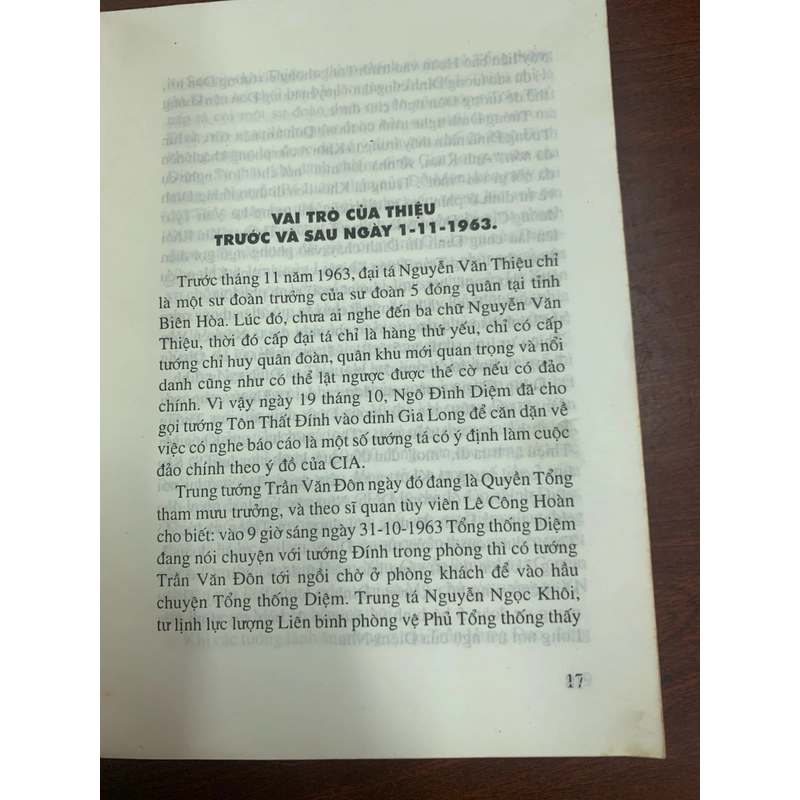 VAI TRÒ CỦA THIỆU
TRƯỚC VÀ SAU NGÀY 1-11-1963.
Trước tháng 11 năm 1963, đại tá Nguyễn Văn Thiệu chỉ
là một sư đoàn trưởng của sư đoàn 5 đóng quân tại tỉnh
Biên Hòa. Lúc đó, chưa ai nghe đến ba chữ Nguyễn Văn
Thiệu, thời đó cấp đại tá chỉ là hàng thứ yếu, chỉ có cấp
tướng chỉ huy quân đoàn, quân khu mới quan trọng và nổi
danh cũng như có thể lật ngược được thế cờ nếu có đảo
chính. Vì vậy ngày 19 tháng 10, Ngô Đình Diệm đã cho
gọi tướng Tôn Thất Đính vào dinh Gia Long để căn dặn về
việc có nghe báo cáo là một số tướng tá có ý định làm cuộc
đảo chính theo ý đồ của CIA.
Trung tướng Trần Văn Đôn ngày đó đang là Quyền Tổng
tham mưu trưởng, và theo sĩ quan tùy viên Lê Công Hoàn
cho biết: vào 9 giờ sáng ngày 31-10-1963 Tổng thống Diệm
đang nói chuyện với tướng Đính trong phòng thì có tướng
Trần Văn Đôn tới ngồi chờ ở phòng khách để vào hầu
chuyện Tổng thống Diệm. Trung tá Nguyễn Ngọc Khôi,
tư lịnh lực lượng Liên binh phòng vệ Phủ Tổng thống thấy
17